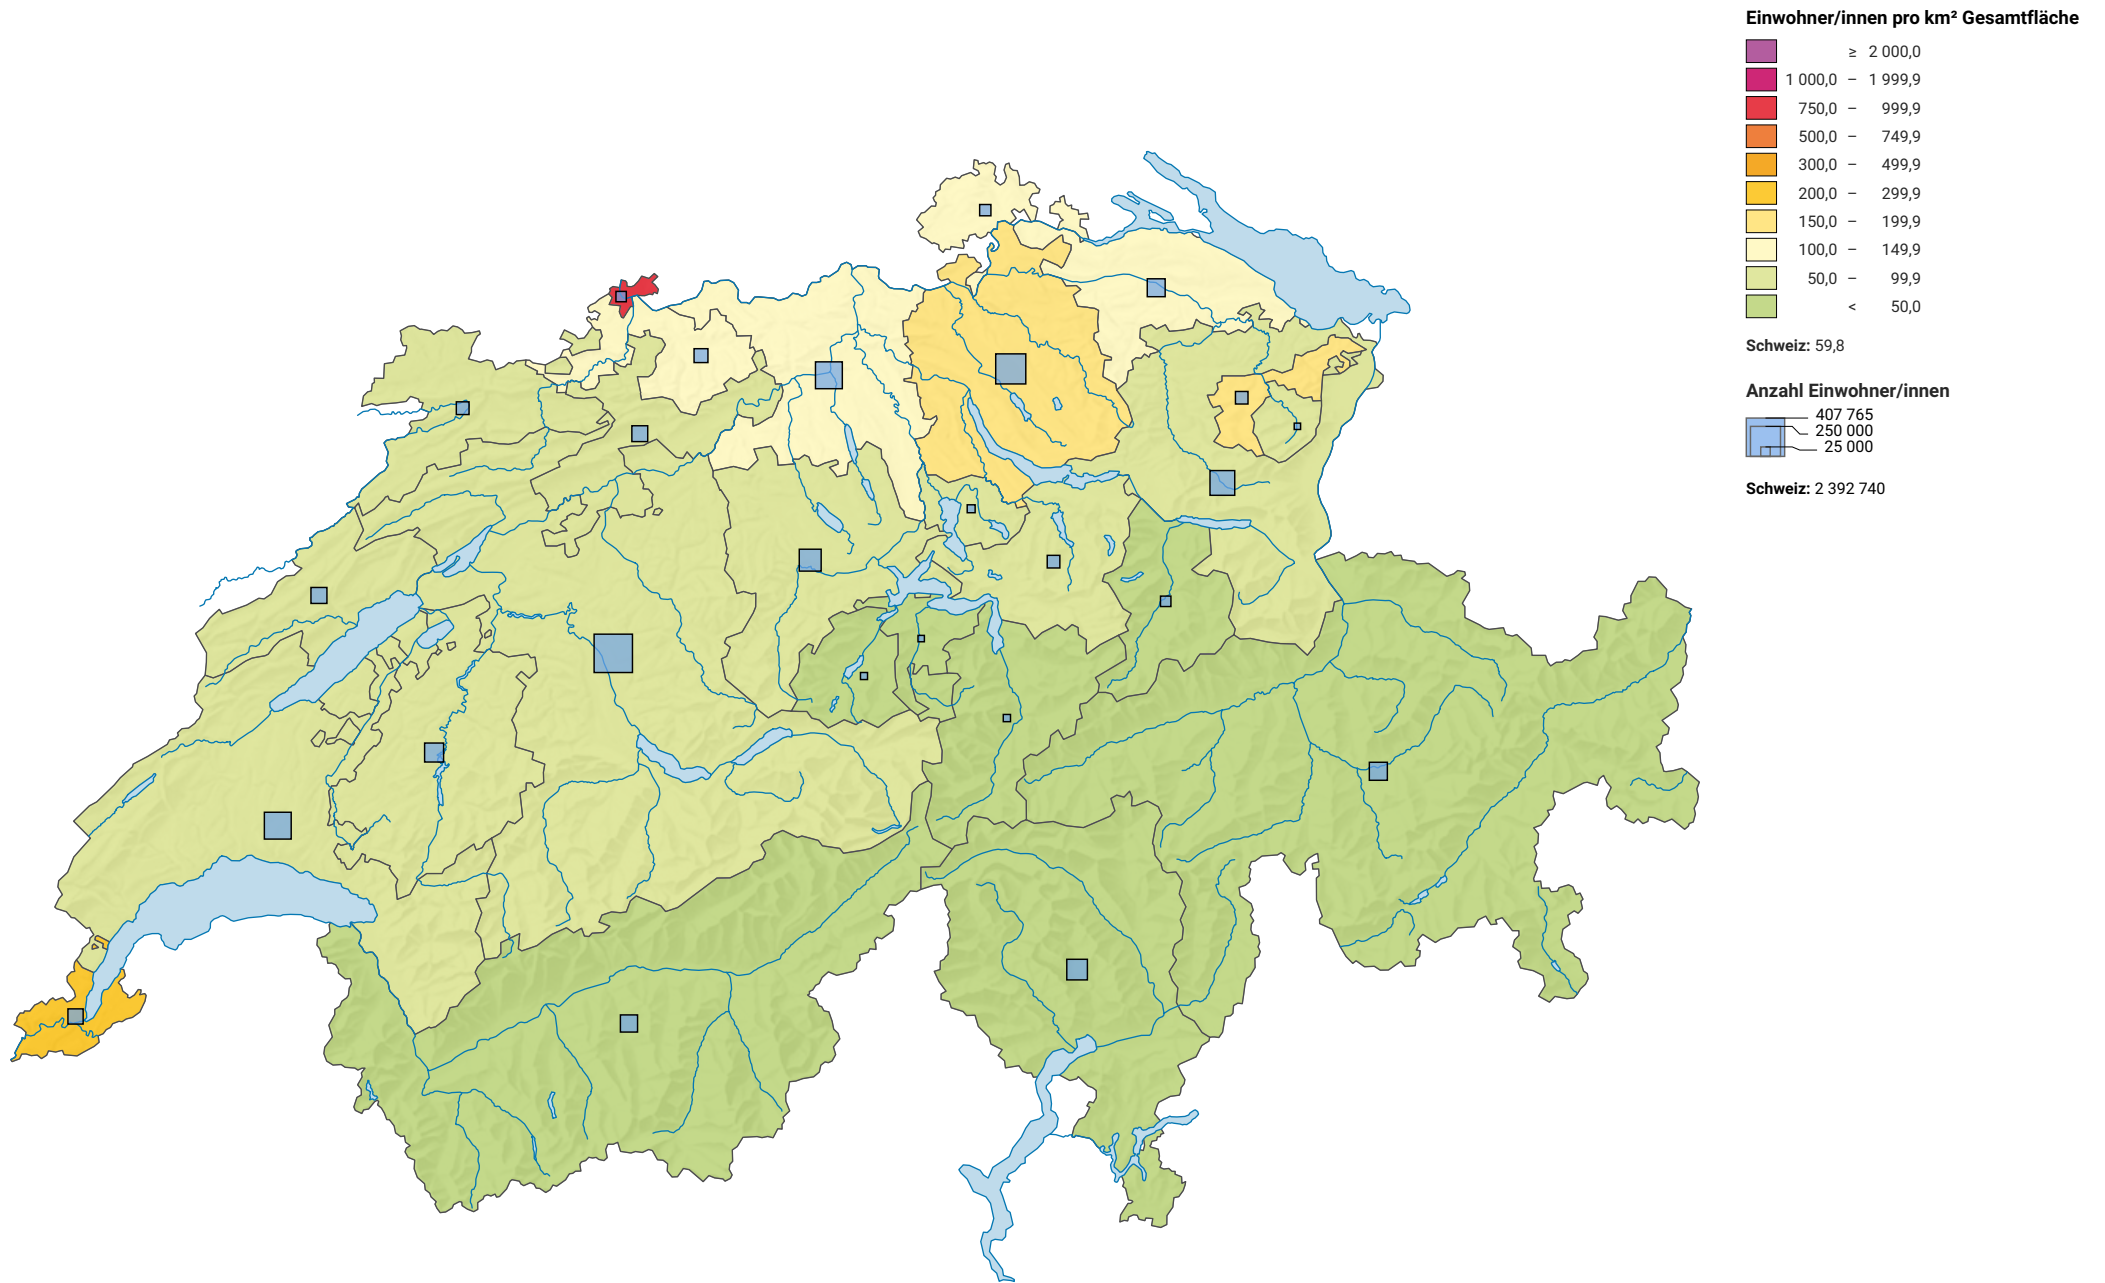 Einwohner/innen pro km² Gesamtfläche
≥ 2 000,0
1 000,0 – 1 999,9
750,0 – 999,9
500,0 – 749,9
300,0 – 499,9
200,0 – 299,9
150,0 – 199,9
100,0 – 149,9
50,0 – 99,9
< 50,0
Schweiz: 59,8
Anzahl Einwohner/innen
407 765
250 000
25 000
Schweiz: 2 392 740